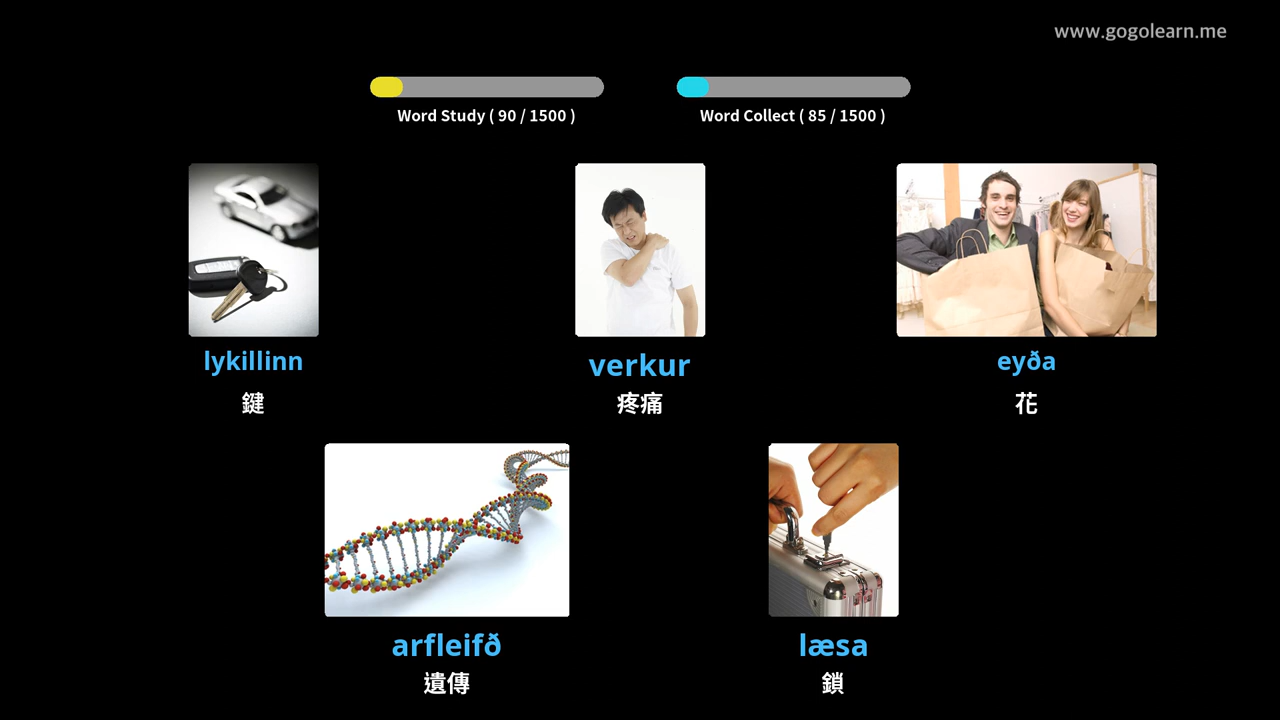 www.gogolearn.me
Word Study ( 90 / 1500 )
Word Collect ( 85 / 1500 )
lykillinn
鍵
verkur
疼痛
eyða
花
arfleifð
遺傳
læsa
鎖